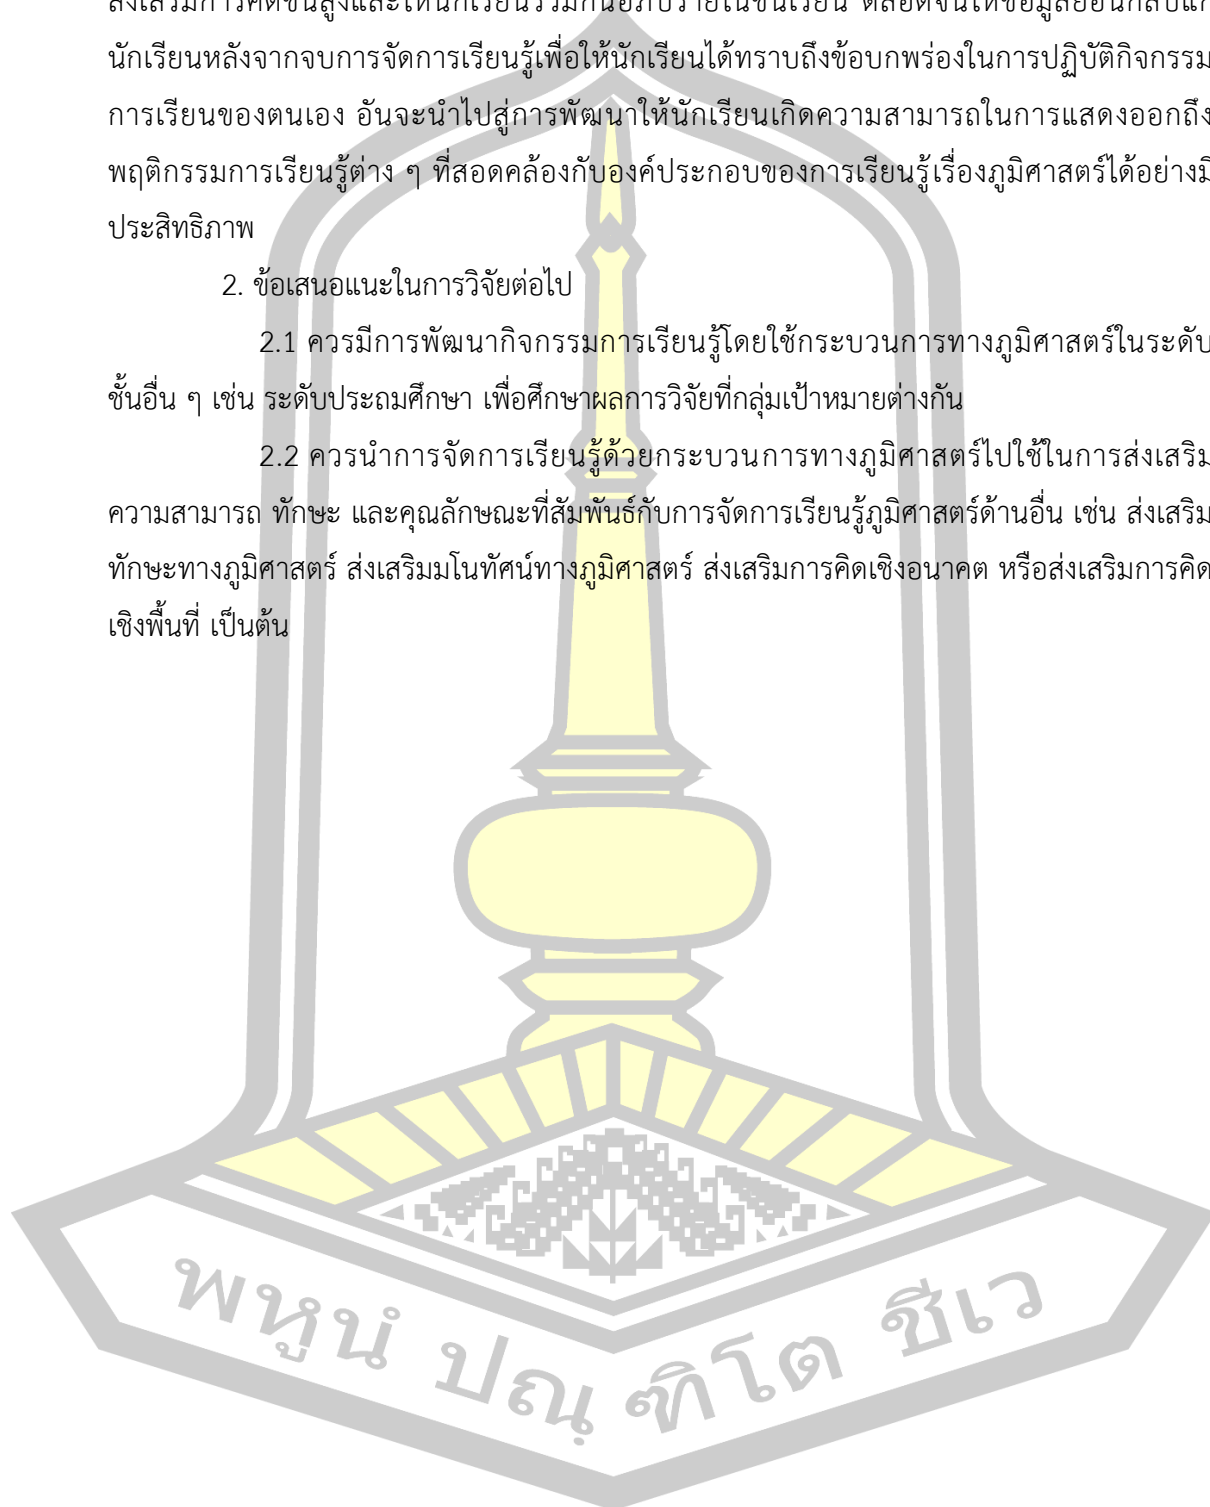 ส่งเสริมการคิดขั้นสูงและให้นักเรียนร่วมกันอภิปรายในชั้นเรียน ตลอดจนให้ข้อมูลย้อนกลับแก่
นักเรียนหลังจากจบการจัดการเรียนรู้เพื่อให้นักเรียนได้ทราบถึงข้อบกพร่องในการปฏิบัติกิจกรรม
การเรียนของตนเอง อันจะนำไปสู่การพัฒนาให้นักเรียนเกิดความสามารถในการแสดงออกถึง
พฤติกรรมการเรียนรู้ต่าง ๆ ที่สอดคล้องกับองค์ประกอบของการเรียนรู้เรื่องภูมิศาสตร์ได้อย่างมี
ประสิทธิภาพ
2. ข้อเสนอแนะในการวิจัยต่อไป
2.1 ควรมีการพัฒนากิจกรรมการเรียนรู้โดยใช้กระบวนการทางภูมิศาสตร์ในระดับ
ชั้นอื่น ๆ เช่น ระดับประถมศึกษา เพื่อศึกษาผลการวิจัยที่กลุ่มเป้าหมายต่างกัน
2.2 ควรนำการจัดการเรียนรู้ด้วยกระบวนการทางภูมิศาสตร์ไปใช้ในการส่งเสริม
ความสามารถ ทักษะ และคุณลักษณะที่สัมพันธ์กับการจัดการเรียนรู้ภูมิศาสตร์ด้านอื่น เช่น ส่งเสริม
ทักษะทางภูมิศาสตร์ ส่งเสริมมโนทัศน์ทางภูมิศาสตร์ ส่งเสริมการคิดเชิงอนาคต หรือส่งเสริมการคิด
เชิงพื้นที่ เป็นต้น
พหูนํ ปณฺฑิโต ชีเว